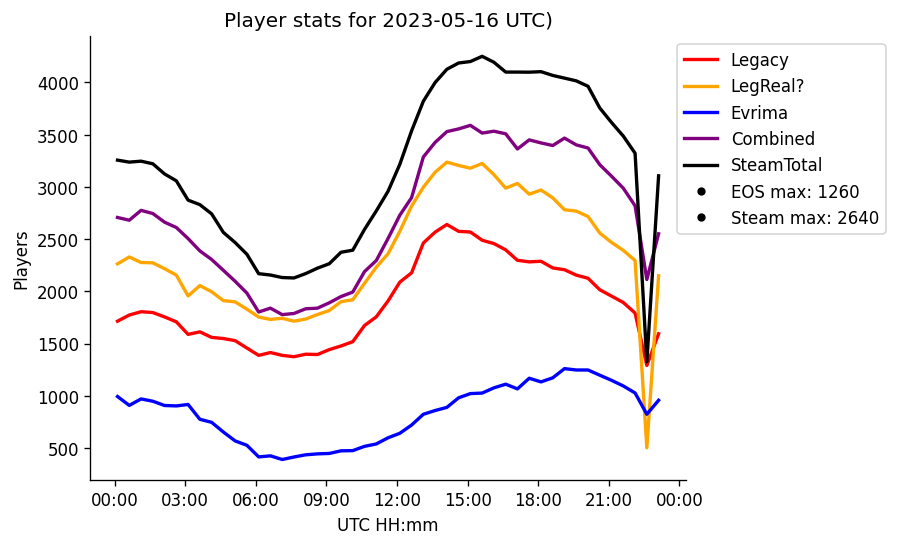 Player stats for 2023-05-16 UTC)
Legacy
LegReal?
Evrima
Combined
SteamTotal
EOS max: 1260
Steam max: 2640
Players
4000
3500
3000
2500
2000
1500
1000
500
00:00 03:00 06:00 09:00 12:00 15:00 18:00 21:00 00:00
UTC HH:mm